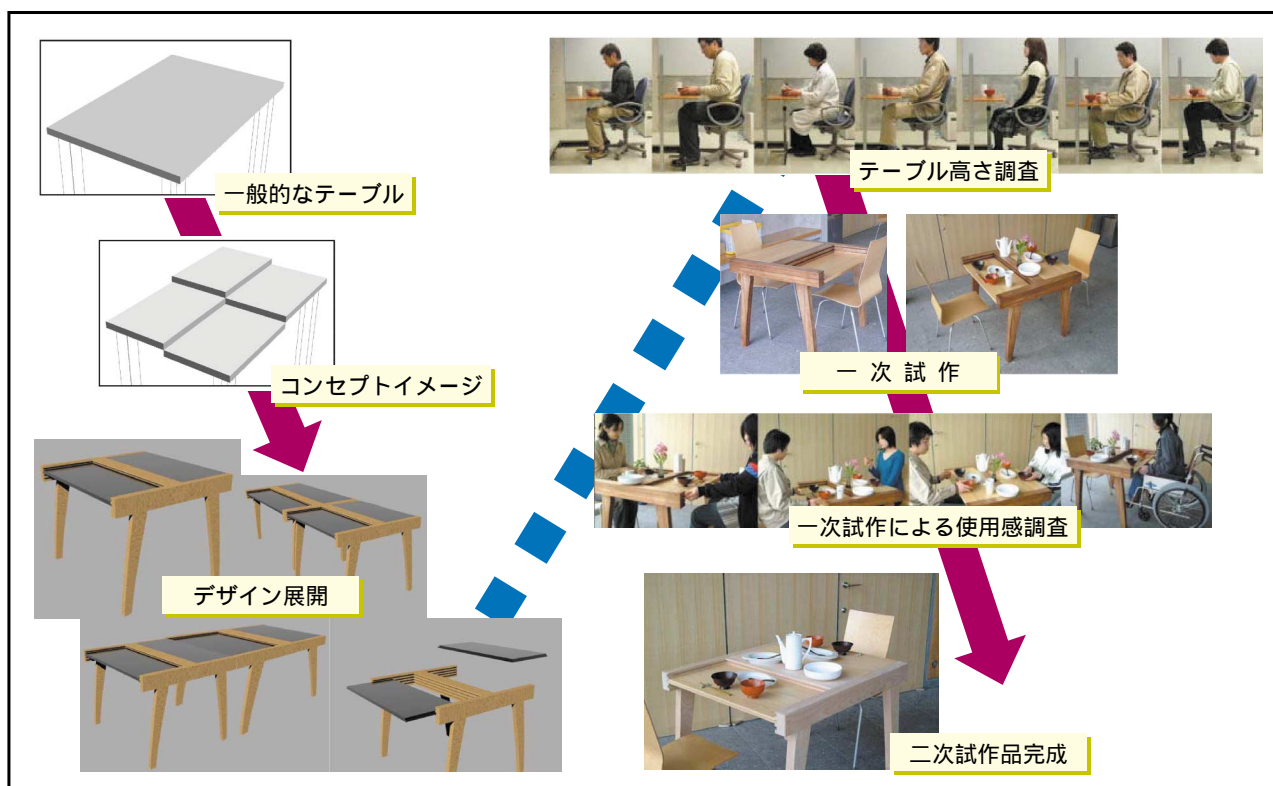 一般的なテーブル
コンセプトイメージ
デザイン展開
テーブル高さ調査
一 次 試 作
一次試作による使用感調査
二次試作品完成